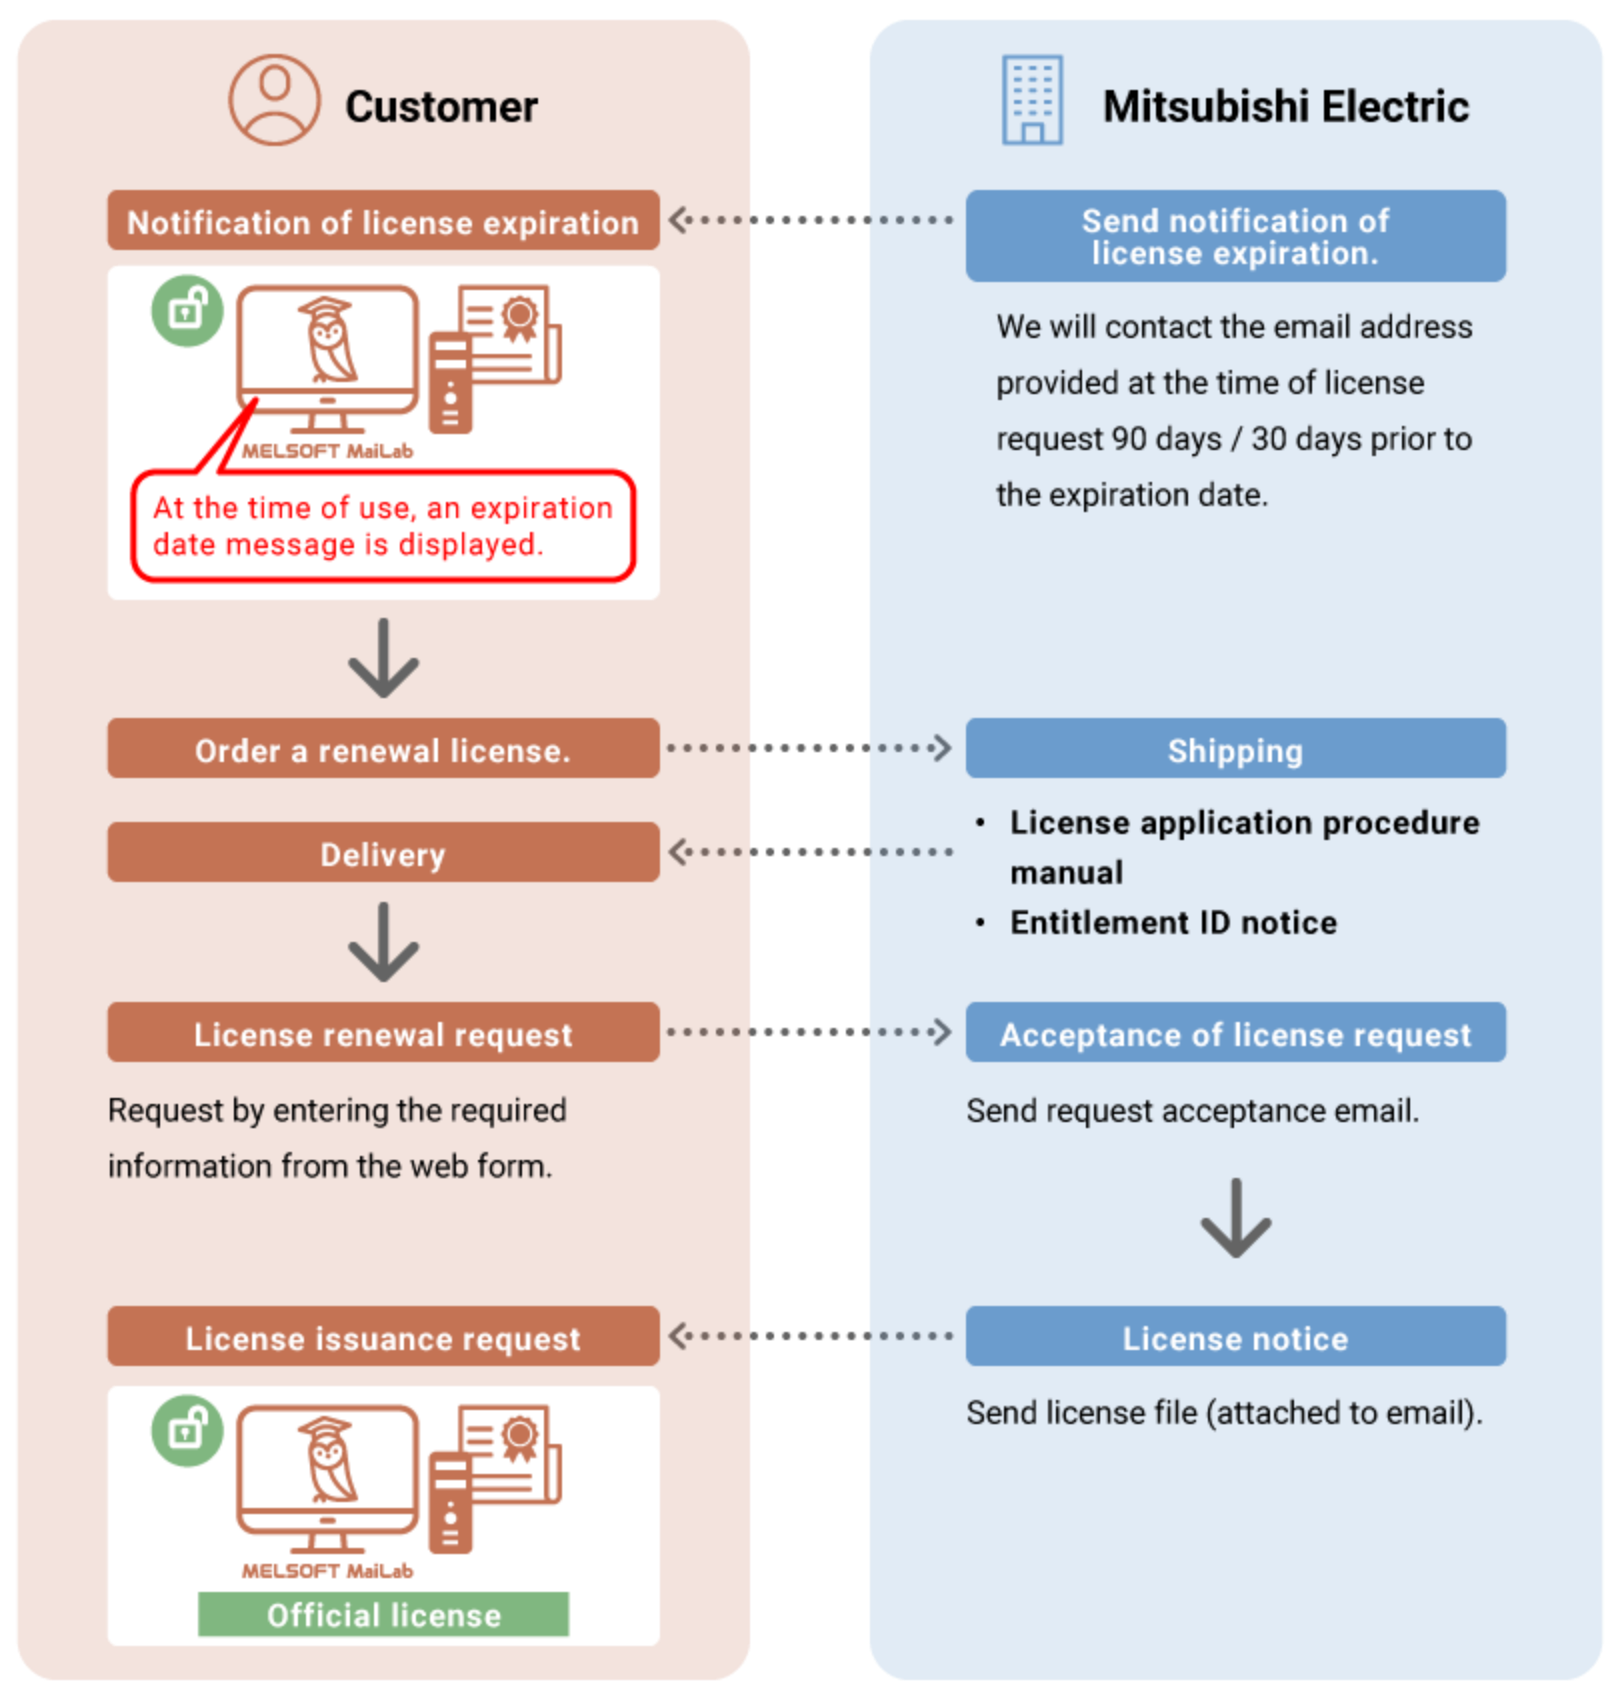 Customer
Mitsubishi Electric
Notification of license expiration
Send notification of
license expiration.
MELSOFT MaiLab
At the time of use, an expiration
date message is displayed.
We will contact the email address
provided at the time of license
request 90 days / 30 days prior to
the expiration date.
Order a renewal license.
Shipping
Delivery
• License application procedure
manual
• Entitlement ID notice
License renewal request
Acceptance of license request
Request by entering the required
information from the web form.
Send request acceptance email.
License issuance request
License notice
MELSOFT MaiLab
Official license
Send license file (attached to email).